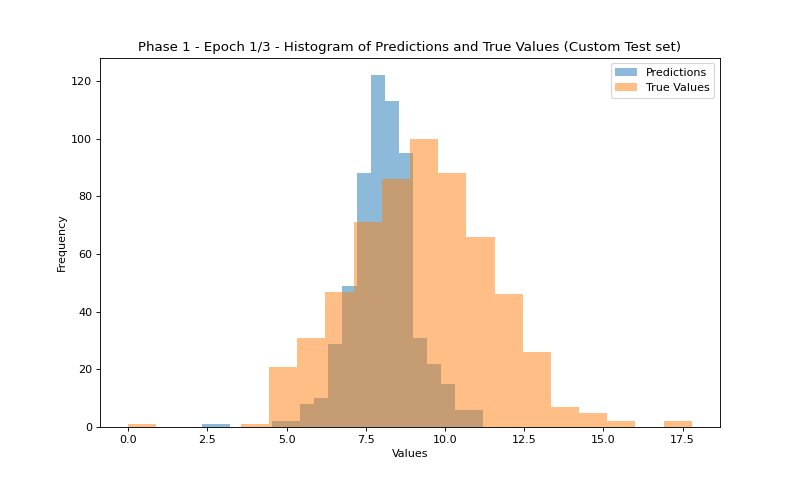 Phase 1 - Epoch 1/3 - Histogram of Predictions and True Values (Custom Test set)
Predictions
True Values
120
100
80
60
40
20
0
Frequency
0.0 2.5 5.0 7.5 10.0 12.5 15.0 17.5
Values